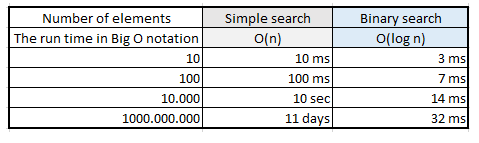 Number of elements Simple search Binary search
The run time in Big O notation O(n) O(log n)
10 10 ms 3 ms
100 100 ms 7 ms
10.000 10 sec 14 ms
1000.000.000 11 days 32 ms